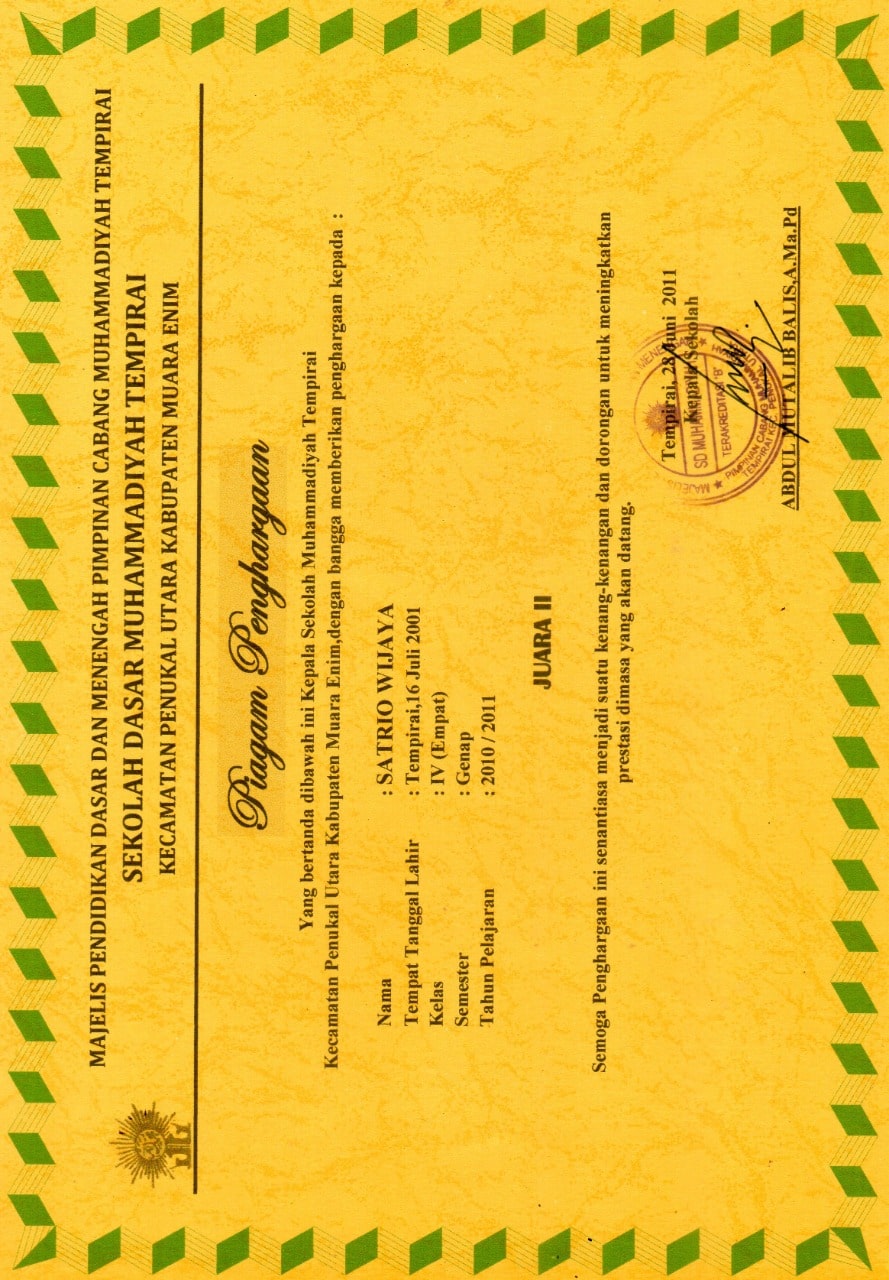 MAJELIS PENDIDIKAN DASAR DAN MENENGAH PIMPINAN CABANG MUHAMMADIYAH TEMPIRAI
SEKOLAH DASAR MUHAMMADIYAH TEMPIRAI
KECAMATAN PENUKAL UTARA KABUPATEN MUARA ENIM
Piagam Penghargaan
Yang bertanda dibawah ini Kepala Sekolah Muhammadiyah Tempirai
Kecamatan Penukal Utara Kabupaten Muara Enim,dengan bangga memberikan penghargaan kepada :
Nama : SATRIO WIJAYA
Tempat Tanggal Lahir : Tempirai,16 Juli 2001
Kelas : IV (Empat)
Semester : Genap
Tahun Pelajaran : 2010 / 2011
JUARA II
Semoga Penghargaan ini senantiasa menjadi suatu kenang-kenangan dan dorongan untuk meningkatkan
prestasi dimasa yang akan datang.
Tempirai, 28 Juni 2011
Kepala Sekolah
SD MUHAM
TERAKREDITASI "B"
PIMPINAN CABANG
TEMPIRAI KEC. PENU
ABDUL MUTALIB BALIS,A.Ma.Pd